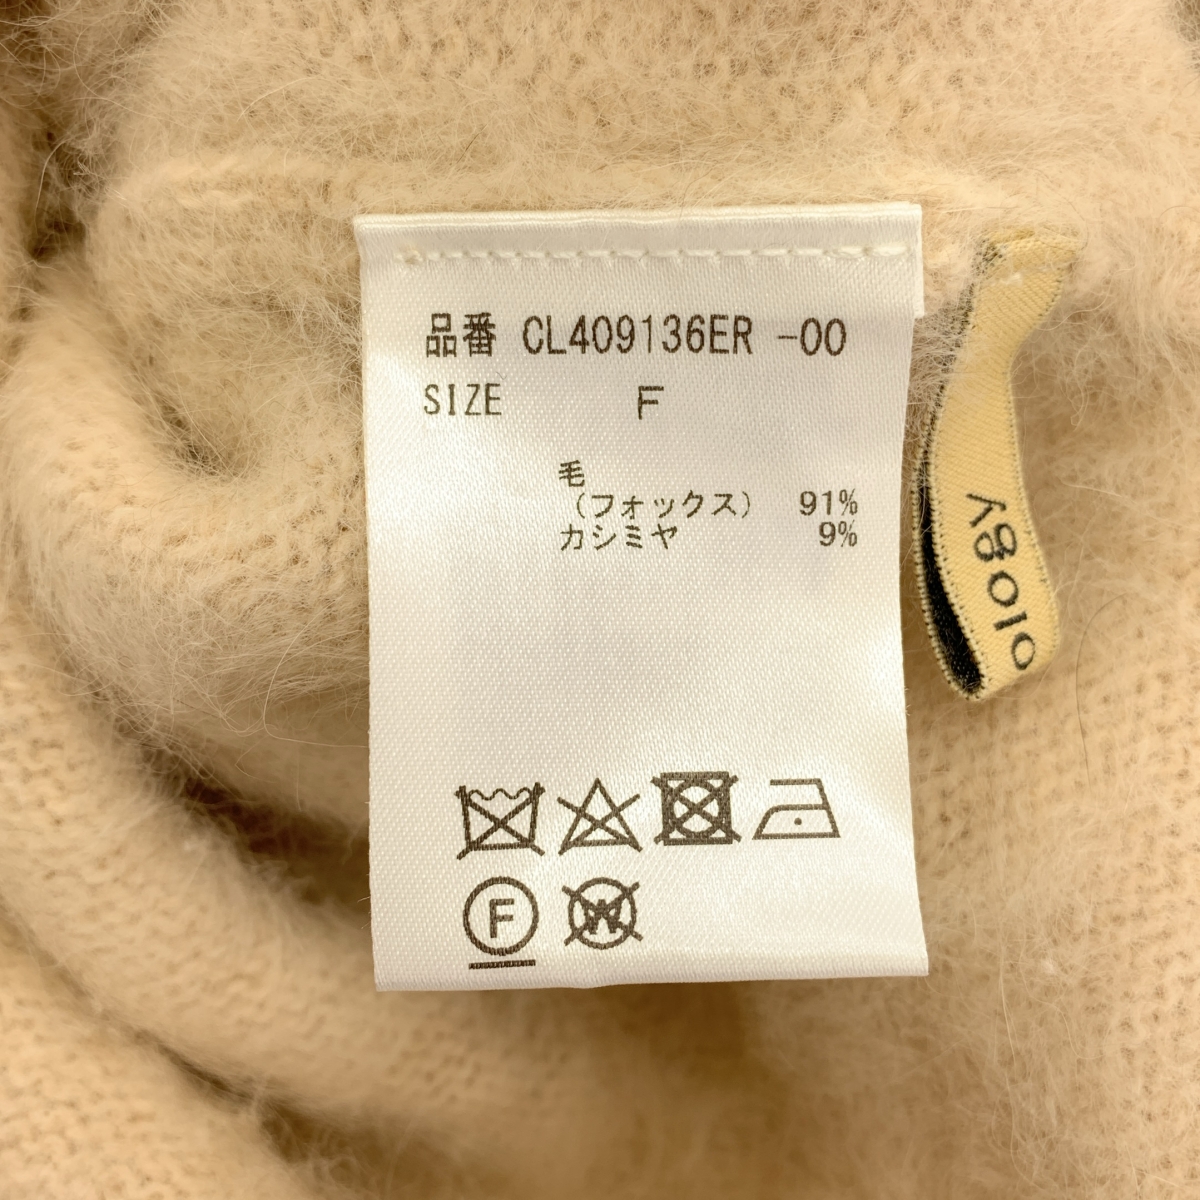 品番 CL409136ER -00
SIZE F
毛
(フォックス) 91%
カシミヤ 9%
F
W
ology